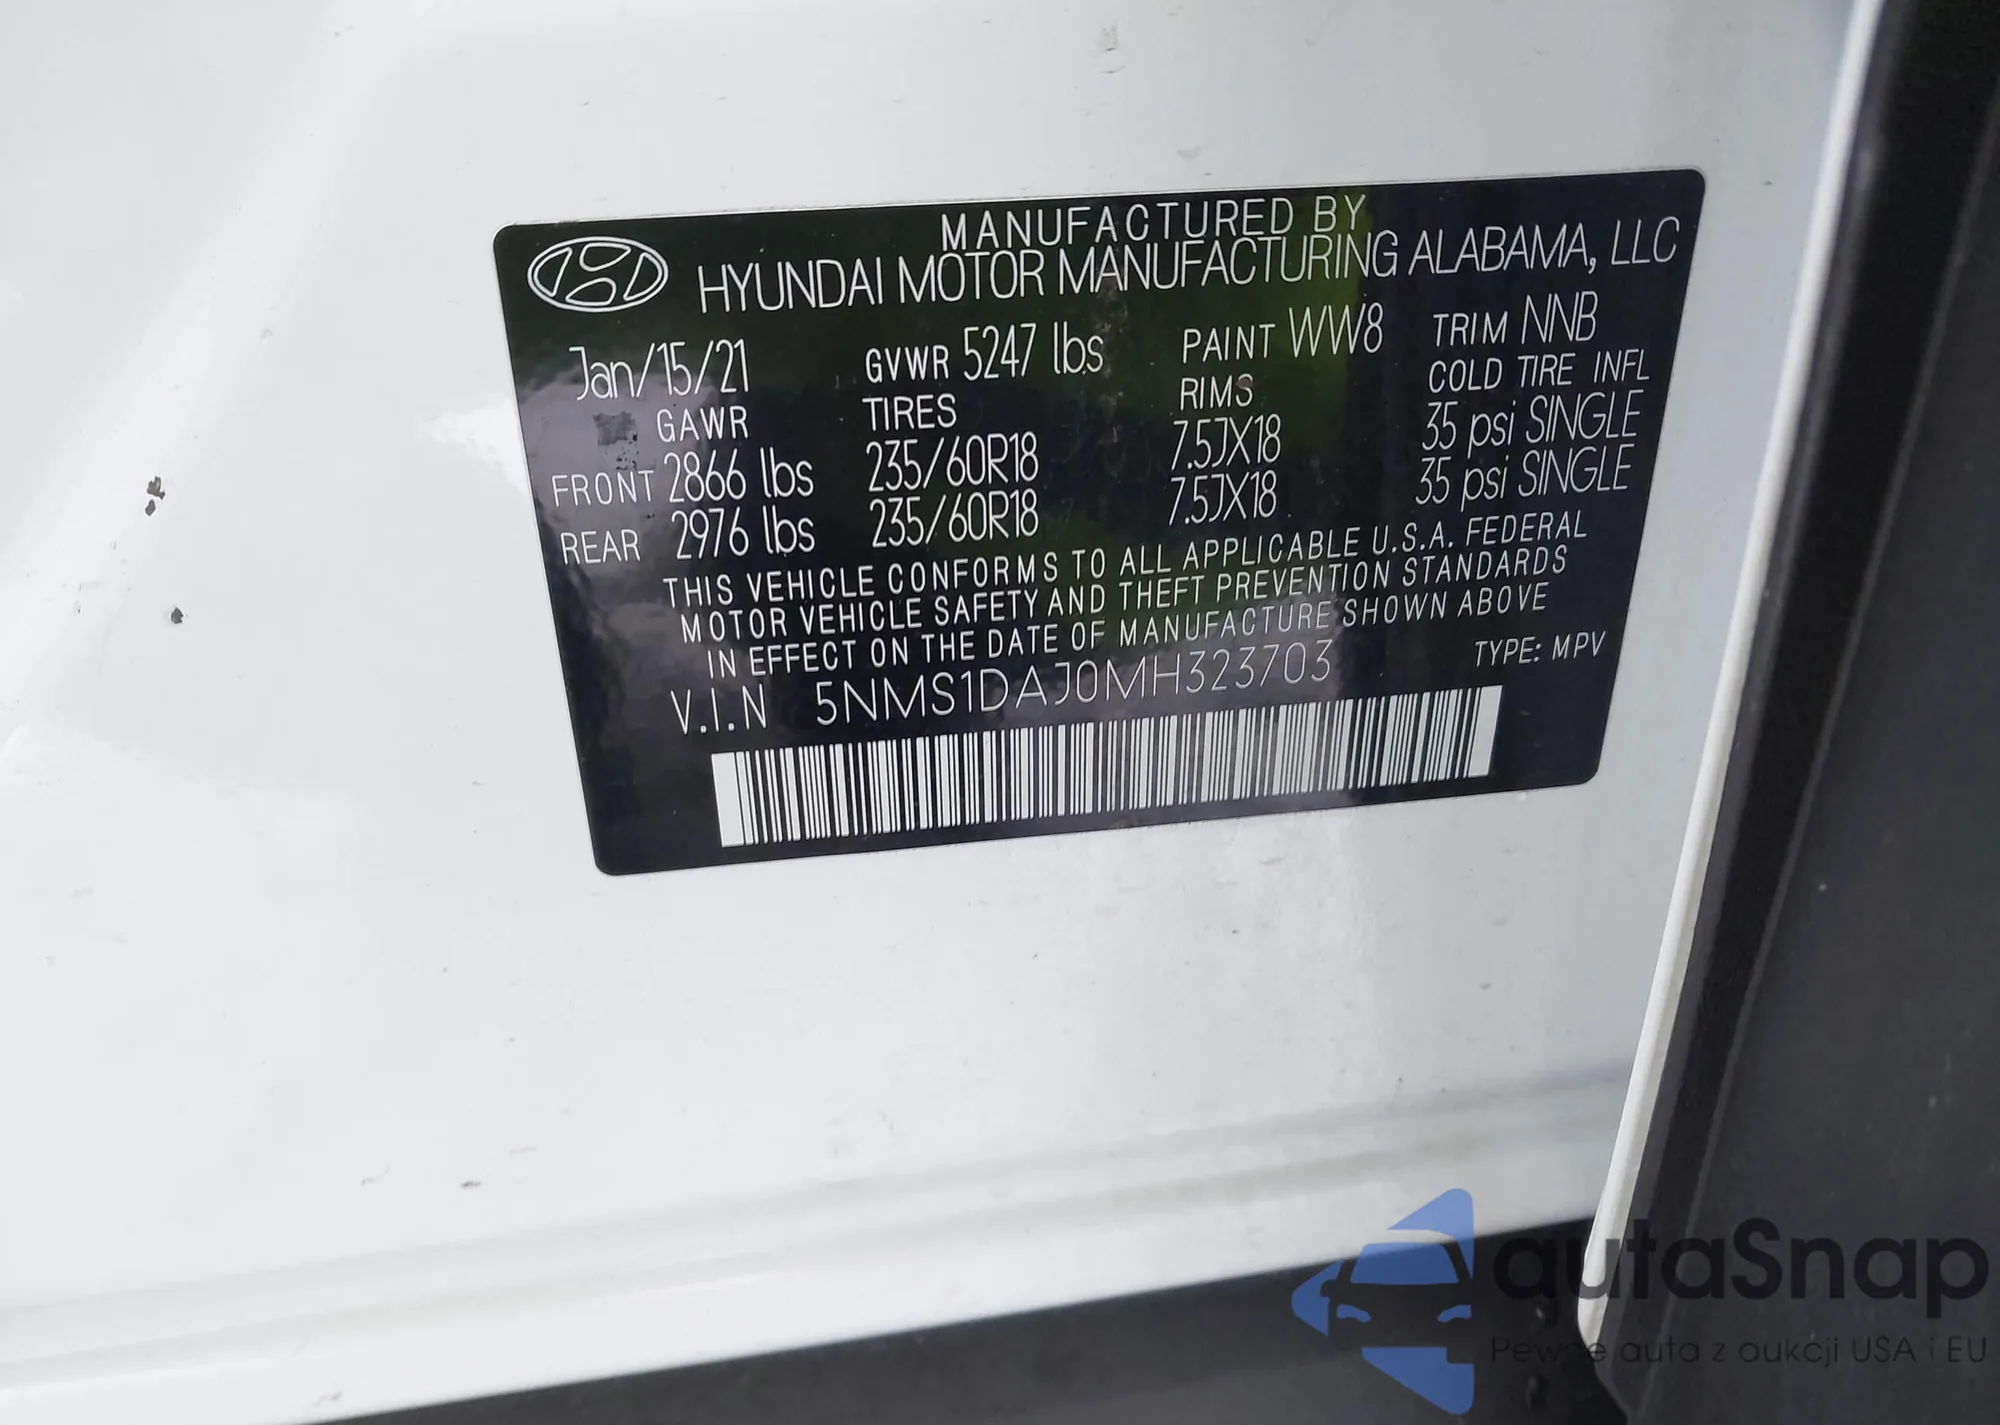 MANUFACTURED BY
HYUNDAI MOTOR MANUFACTURING ALABAMA, LLC
Jan/15/21 GVWR 5247 lbs PAINT WW8 TRIM NNB
GAWR TIRES RIMS COLD TIRE INFL
FRONT 2866 lbs 235/60R18 7.5JX18 35 psi SINGLE
REAR 2976 lbs 235/60R18 7.5JX18 35 psi SINGLE
THIS VEHICLE CONFORMS TO ALL APPLICABLE U.S.A. FEDERAL
MOTOR VEHICLE SAFETY AND THEFT PREVENTION STANDARDS
IN EFFECT ON THE DATE OF MANUFACTURE SHOWN ABOVE
V.I.N 5NMS1DAJ0MH323703 TYPE: MPV
autaSnap
Pewne auta z aukcji USA i EU